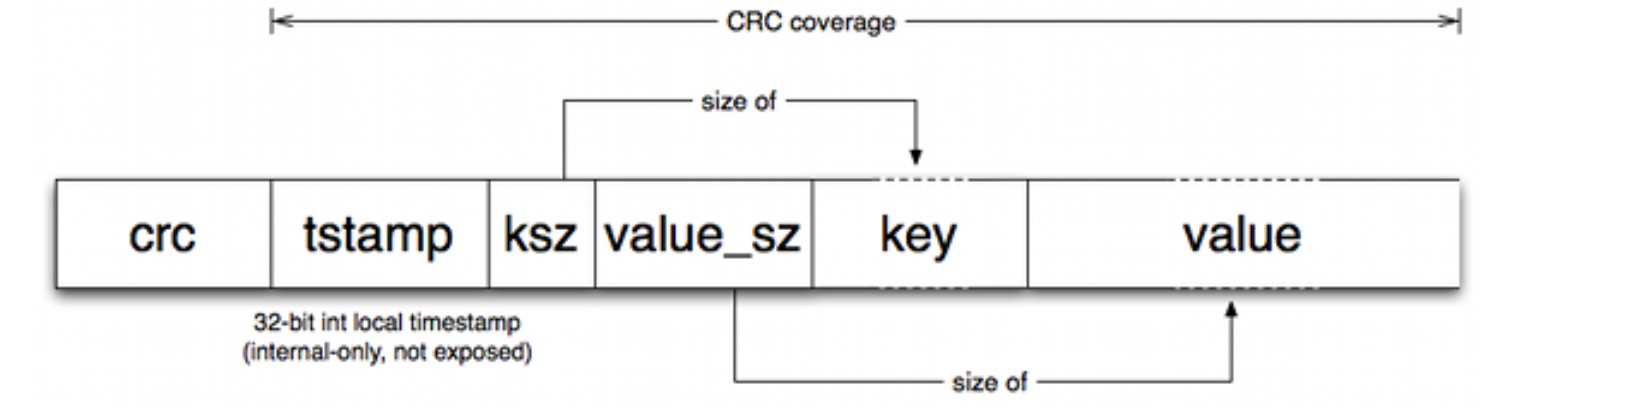 CRC coverage
size of
crc tstamp ksz value_sz key value
32-bit int local timestamp
(internal-only, not exposed)
size of